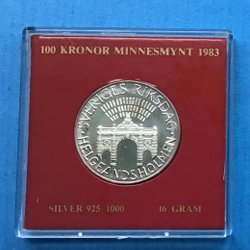 100 KRONOR MINNESMYNT 1983
SVERIGES RIKSDAG
HELGEANDSHOLMEN
SILVER 925 1000 16 GRAM